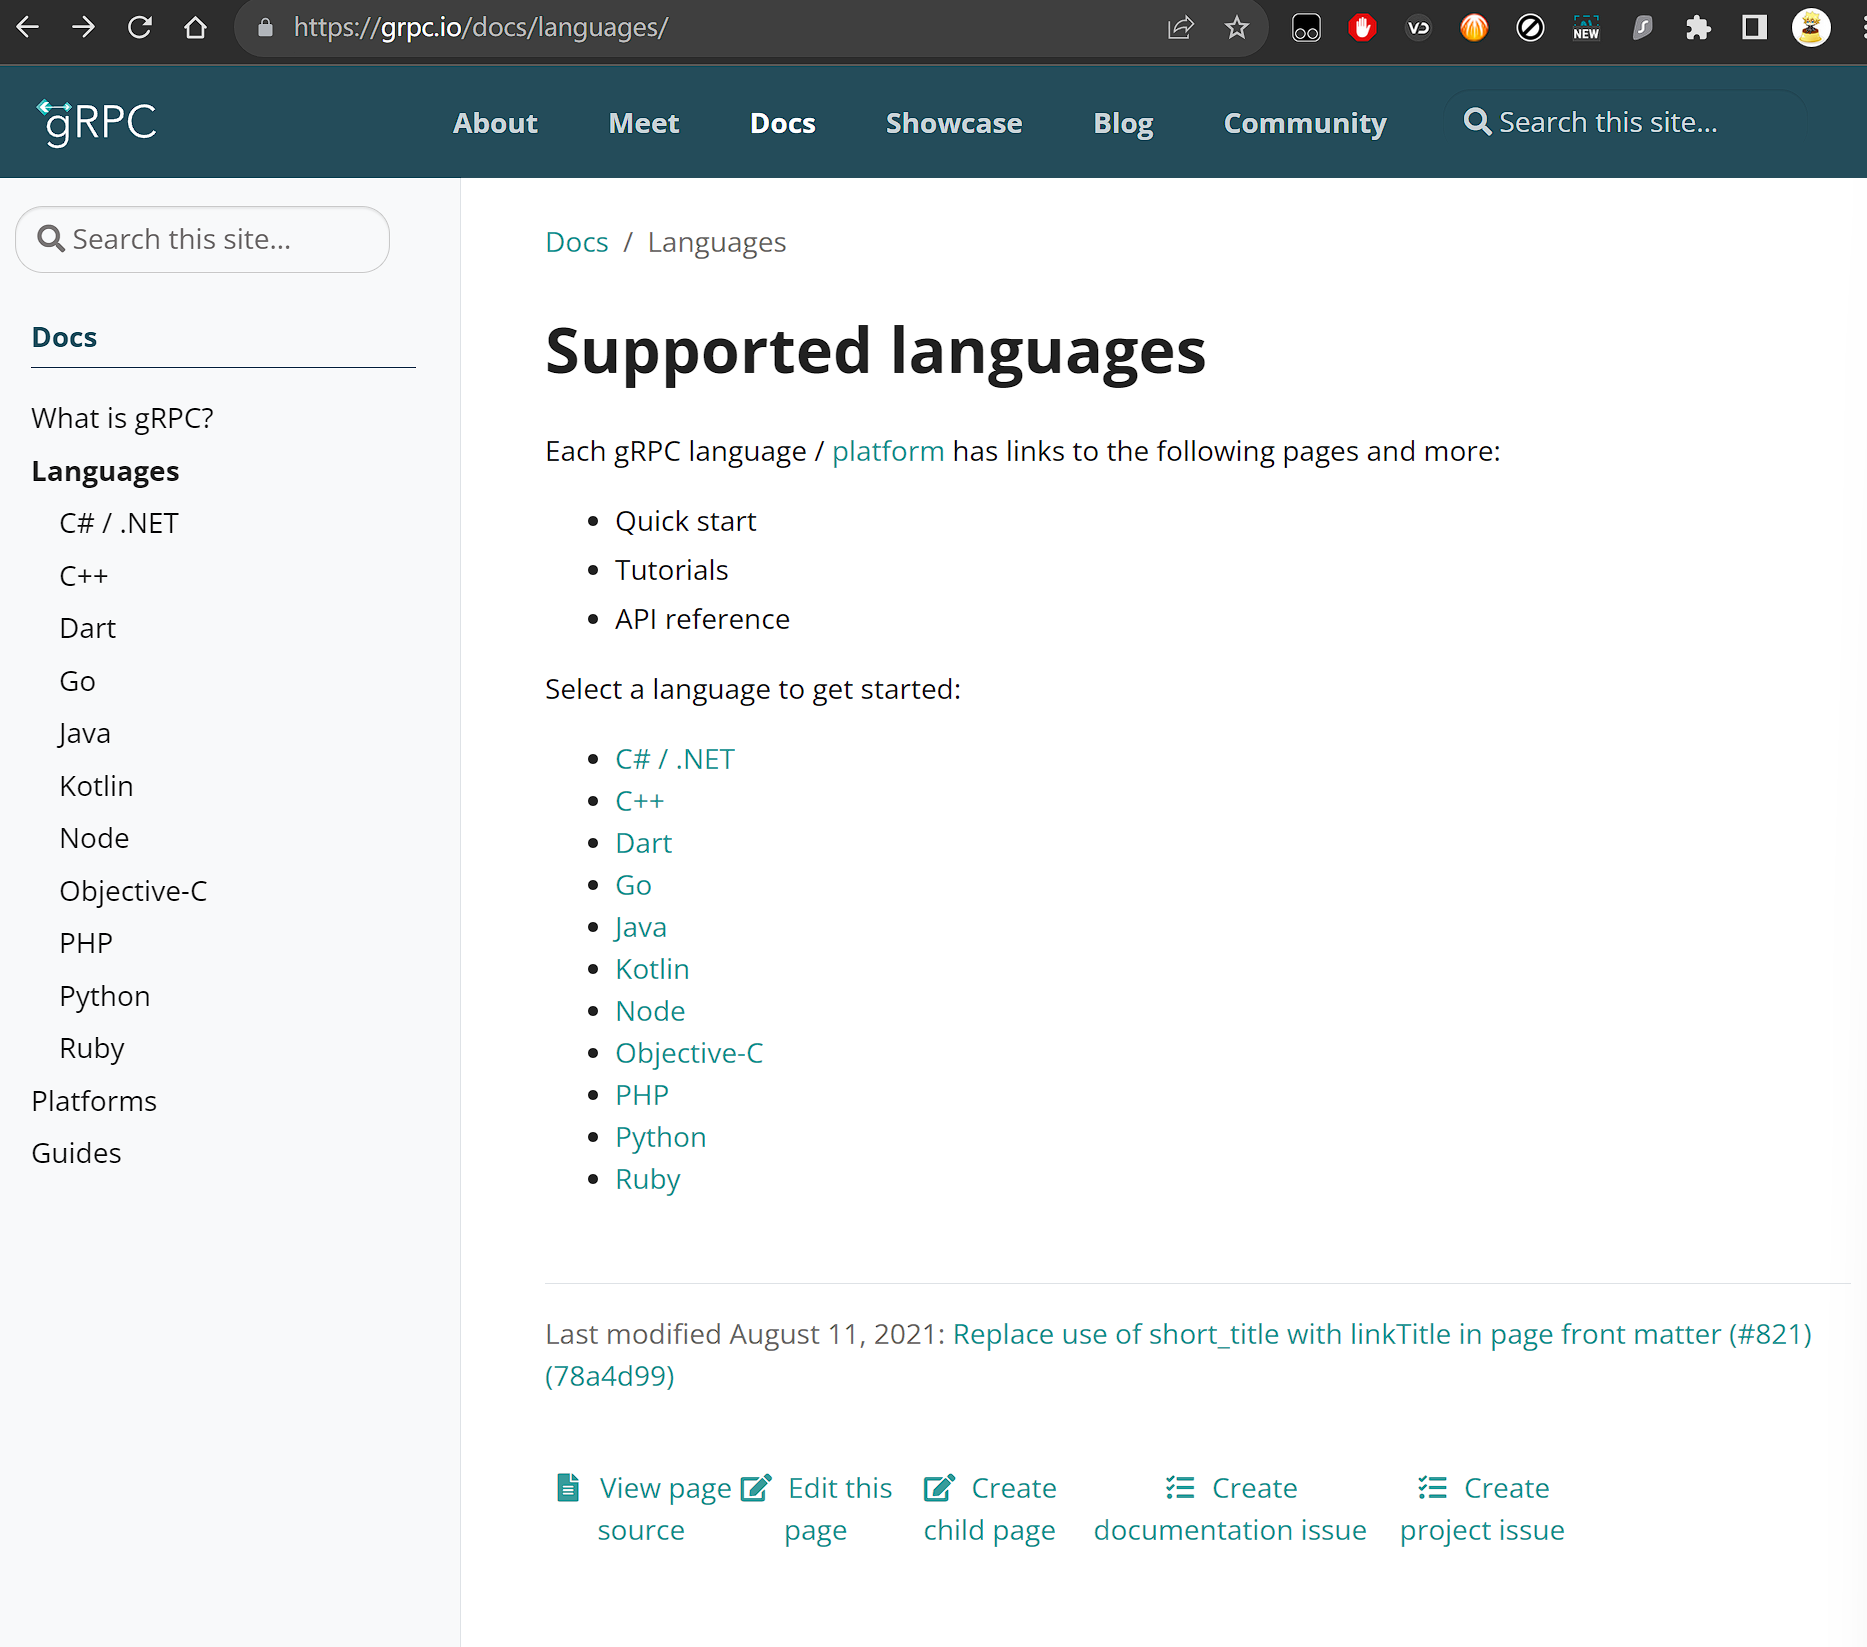 https://grpc.io/docs/languages/
NEW
gRPC
About Meet Docs Showcase Blog Community Search this site...
Search this site...
Docs
What is gRPC?
Languages
C# / .NET
C++
Dart
Go
Java
Kotlin
Node
Objective-C
PHP
Python
Ruby
Platforms
Guides
Docs / Languages
Supported languages
Each gRPC language / platform has links to the following pages and more:
• Quick start
• Tutorials
• API reference
Select a language to get started:
• C# / .NET
• C++
• Dart
• Go
• Java
• Kotlin
• Node
• Objective-C
• PHP
• Python
• Ruby
Last modified August 11, 2021: Replace use of short_title with linkTitle in page front matter (#821)
(78a4d99)
View page source
Edit this page
Create child page
Create documentation issue
Create project issue